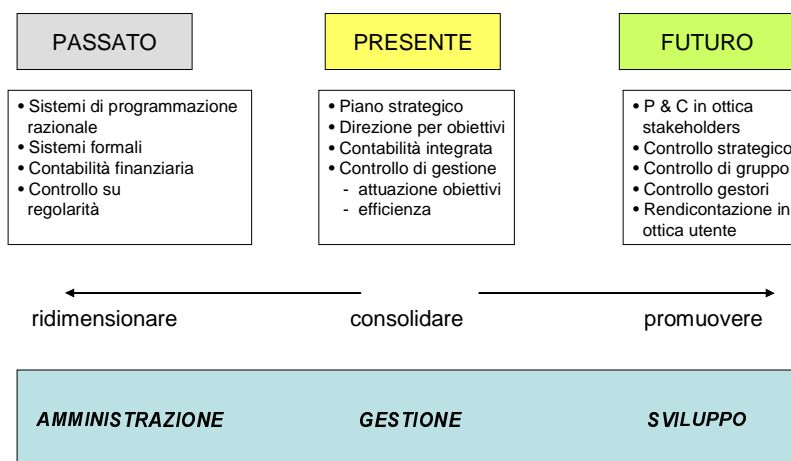 PASSATO
PRESENTE
FUTURO
• Sistemi di programmazione
razionale
• Sistemi formali
• Contabilità finanziaria
• Controllo su
regolarità
• Piano strategico
• Direzione per obiettivi
• Contabilità integrata
• Controllo di gestione
- attuazione obiettivi
- efficienza
• P & C in ottica
stakeholders
• Controllo strategico
• Controllo di gruppo
• Controllo gestori
• Rendicontazione in
ottica utente
ridimensionare
consolidare
promuovere
AMMINISTRAZIONE
GESTIONE
SVILUPPO